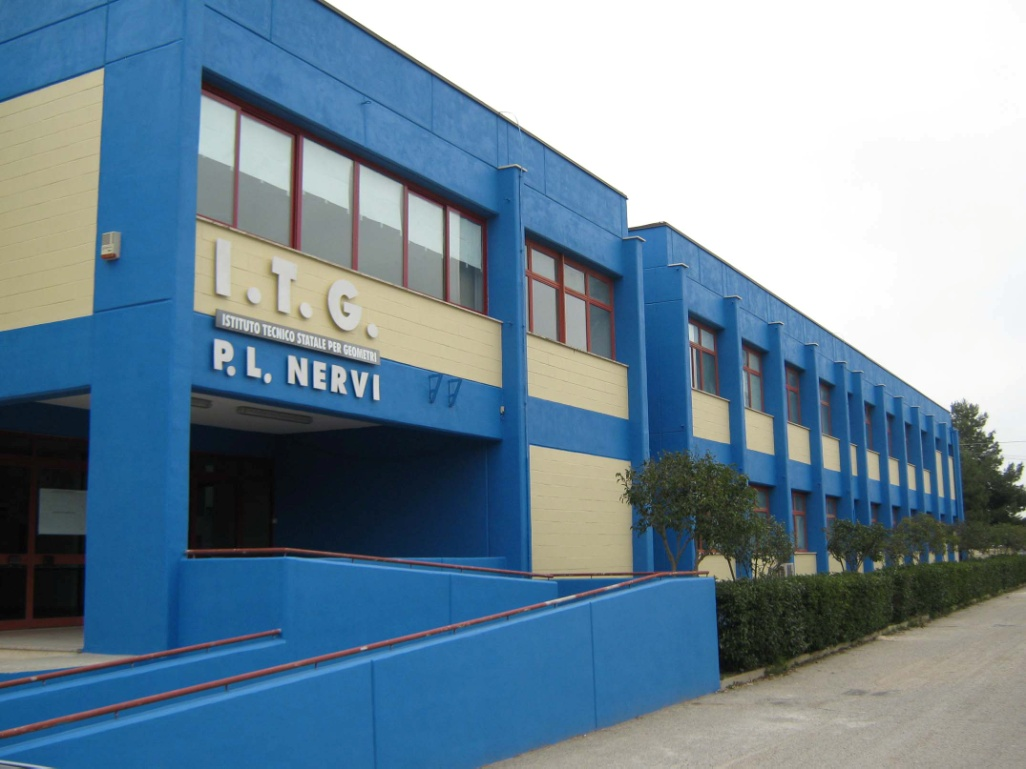 I.T.G.
ISTITUTO TECNICO STATALE PER GEOMETRI
P.L. NERVI